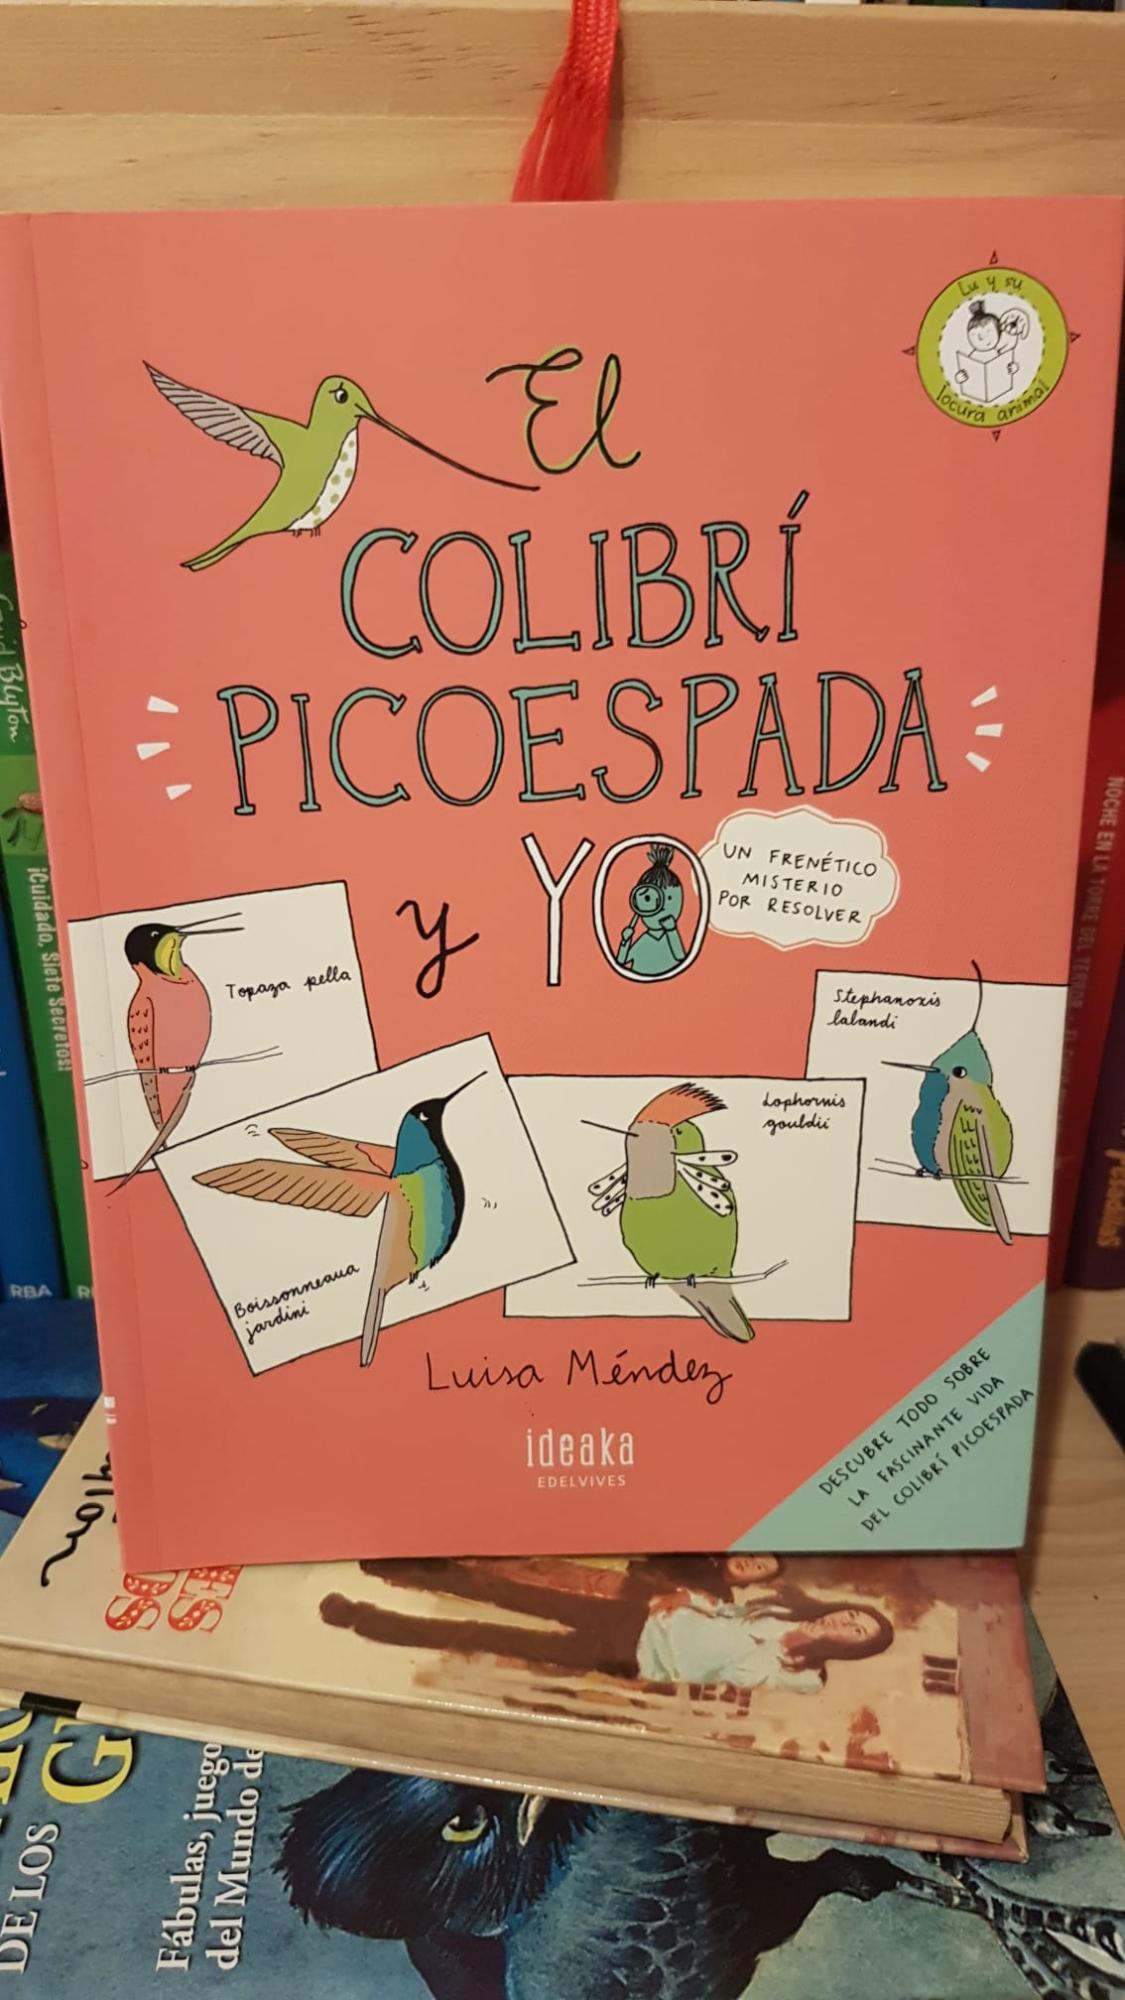 Lu y su
locura animal
El
COLIBRÍ
PICOESPADA
y YO
UN FRENÉTICO
MISTERIO
POR RESOLVER
Topaza pella
Stephanoxis
lalandi
Lophornis
gouldii
Boissonneaua
jardini
Luisa Méndez
ideaka
EDELVIVES
DESCUBRE TODO SOBRE
LA FASCINANTE VIDA
DEL COLIBRÍ PICOESPADA
Blyton
¡Cuidado, Siete Secretos!
RBA
NOCHE EN LA TORRE DEL TERROR
Pesadillas
DE LOS
Fábulas, juego
del Mundo de